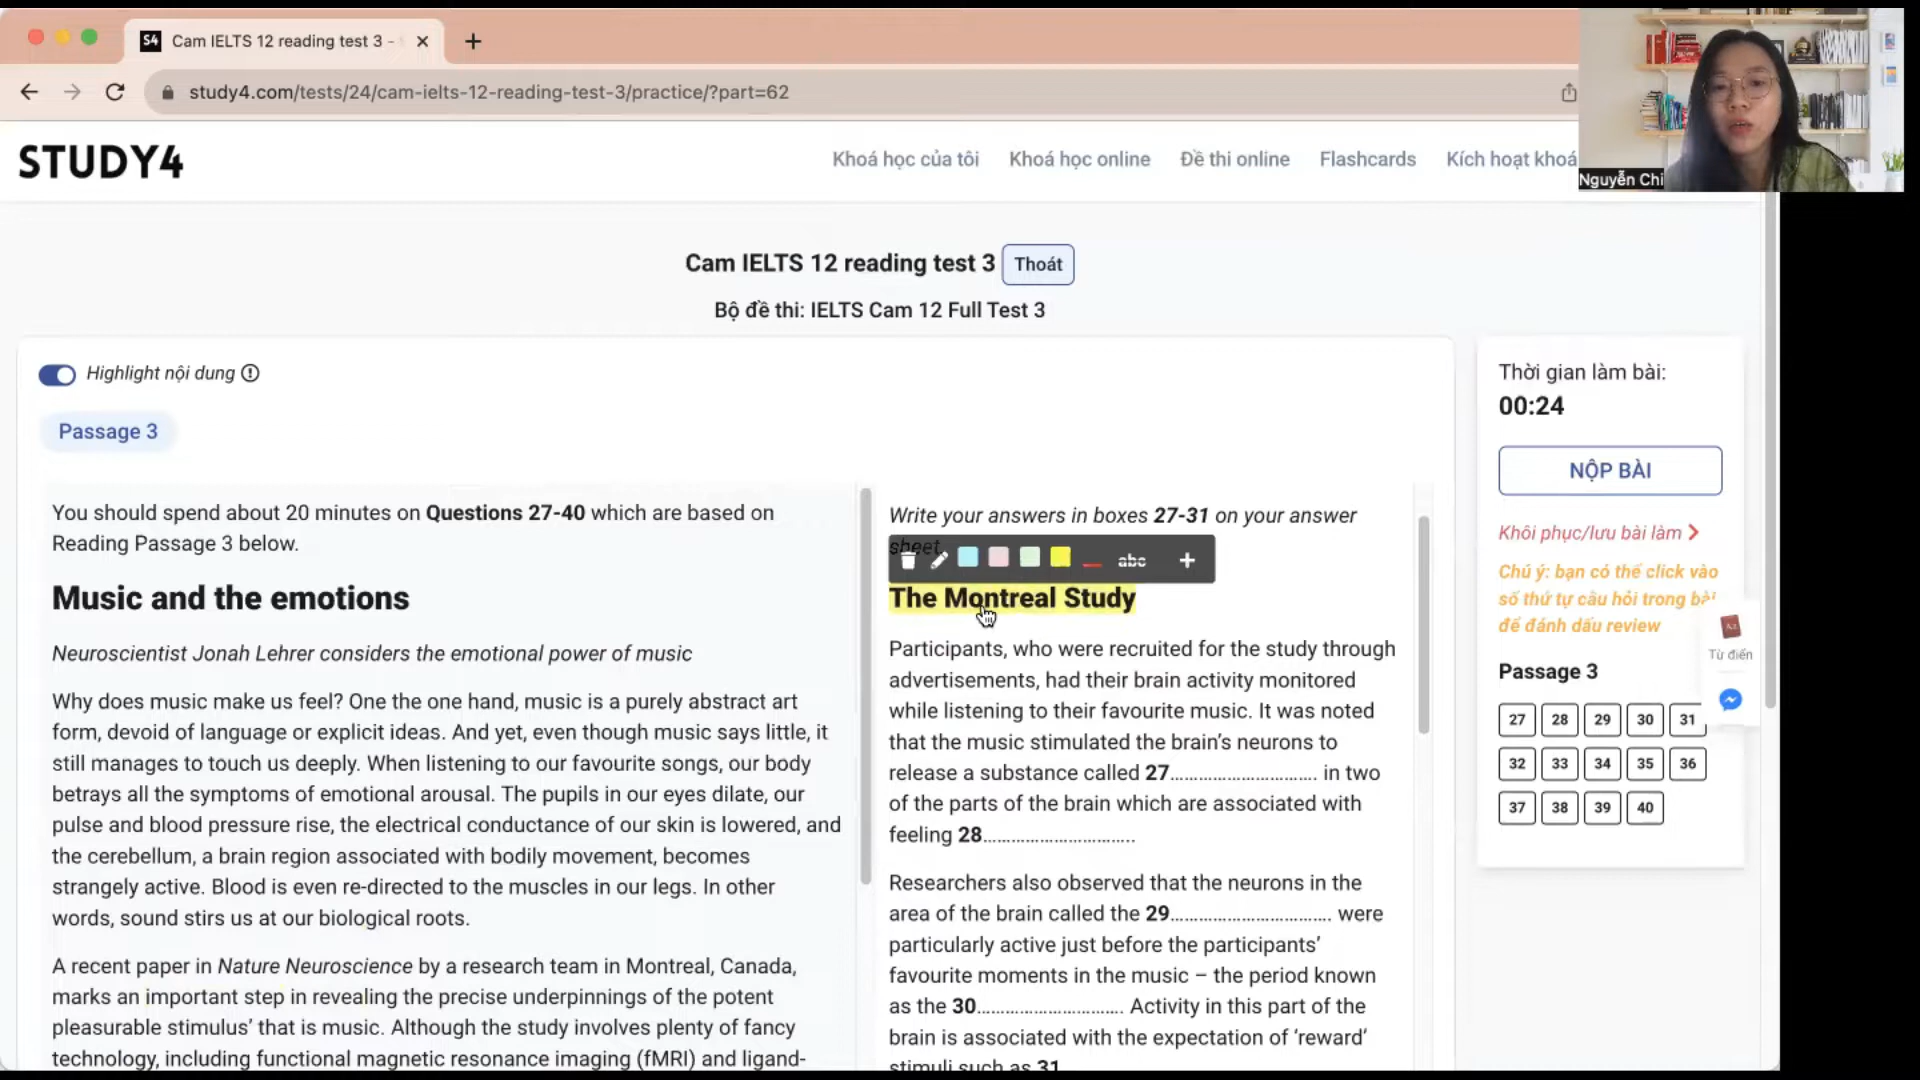 S4 Cam IELTS 12 reading test 3 -
study4.com/tests/24/cam-ielts-12-reading-test-3/practice/?part=62
STUDY4
Khoá học của tôi
Khoá học online
Đề thi online
Flashcards
Kích hoạt khoá
Nguyễn Chi
Cam IELTS 12 reading test 3 Thoát
Bộ đề thi: IELTS Cam 12 Full Test 3
Highlight nội dung
Passage 3
You should spend about 20 minutes on Questions 27-40 which are based on
Reading Passage 3 below.
Music and the emotions
Neuroscientist Jonah Lehrer considers the emotional power of music
Why does music make us feel? One the one hand, music is a purely abstract art
form, devoid of language or explicit ideas. And yet, even though music says little, it
still manages to touch us deeply. When listening to our favourite songs, our body
betrays all the symptoms of emotional arousal. The pupils in our eyes dilate, our
pulse and blood pressure rise, the electrical conductance of our skin is lowered, and
the cerebellum, a brain region associated with bodily movement, becomes
strangely active. Blood is even re-directed to the muscles in our legs. In other
words, sound stirs us at our biological roots.
A recent paper in Nature Neuroscience by a research team in Montreal, Canada,
marks an important step in revealing the precise underpinnings of the potent
pleasurable stimulus’ that is music. Although the study involves plenty of fancy
technology, including functional magnetic resonance imaging (fMRI) and ligand-
Write your answers in boxes 27-31 on your answer
sheet.
abc
The Montreal Study
Participants, who were recruited for the study through
advertisements, had their brain activity monitored
while listening to their favourite music. It was noted
that the music stimulated the brain’s neurons to
release a substance called 27………………………… in two
of the parts of the brain which are associated with
feeling 28…………………………
Researchers also observed that the neurons in the
area of the brain called the 29………………………… were
particularly active just before the participants’
favourite moments in the music – the period known
as the 30………………………… Activity in this part of the
brain is associated with the expectation of ‘reward’
stimuli such as 31
Thời gian làm bài:
00:24
NỘP BÀI
Khôi phục/lưu bài làm
Chú ý: bạn có thể click vào
số thứ tự câu hỏi trong bài
để đánh dấu review
Từ điển
Passage 3
27 28 29 30 31
32 33 34 35 36
37 38 39 40